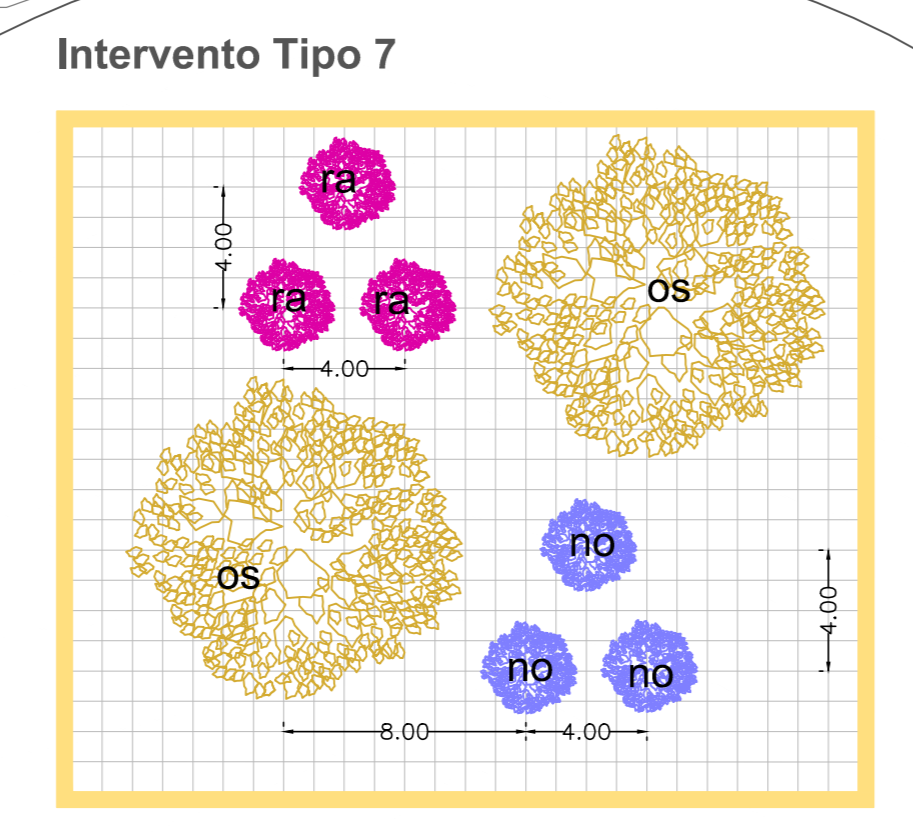 Intervento Tipo 7
ra
4.00
ra ra
os
4.00
os
no
4.00
no no
8.00 4.00